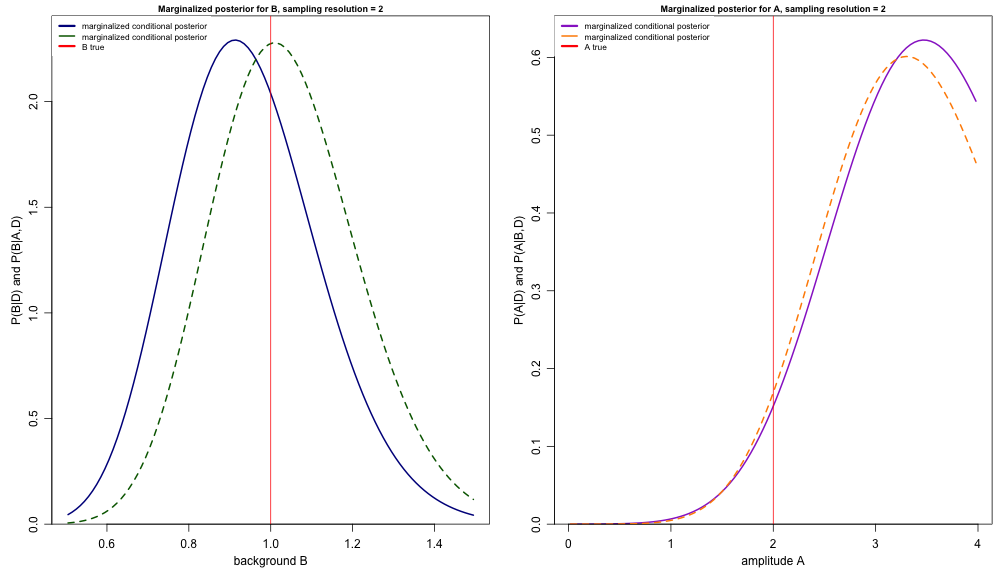 Marginalized posterior for B, sampling resolution = 2
marginalized conditional posterior
marginalized conditional posterior
B true
P(B|D) and P(B|A,D)
0.0
0.5
1.0
1.5
2.0
0.6
0.8
1.0
1.2
1.4
background B
Marginalized posterior for A, sampling resolution = 2
marginalized conditional posterior
marginalized conditional posterior
A true
P(A|D) and P(A|B,D)
0.0
0.1
0.2
0.3
0.4
0.5
0.6
0
1
2
3
4
amplitude A